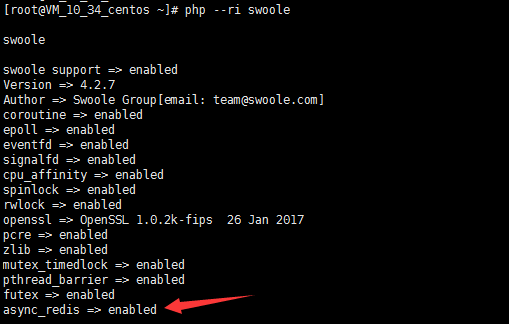 [root@VM_10_34_centos ~]# php --ri swoole
swoole
swoole support => enabled
Version => 4.2.7
Author => Swoole Group[email: team@swoole.com]
coroutine => enabled
epoll => enabled
eventfd => enabled
signalfd => enabled
cpu_affinity => enabled
spinlock => enabled
rwlock => enabled
openssl => OpenSSL 1.0.2k-fips  26 Jan 2017
pcre => enabled
zlib => enabled
mutex_timedlock => enabled
pthread_barrier => enabled
futex => enabled
async_redis => enabled